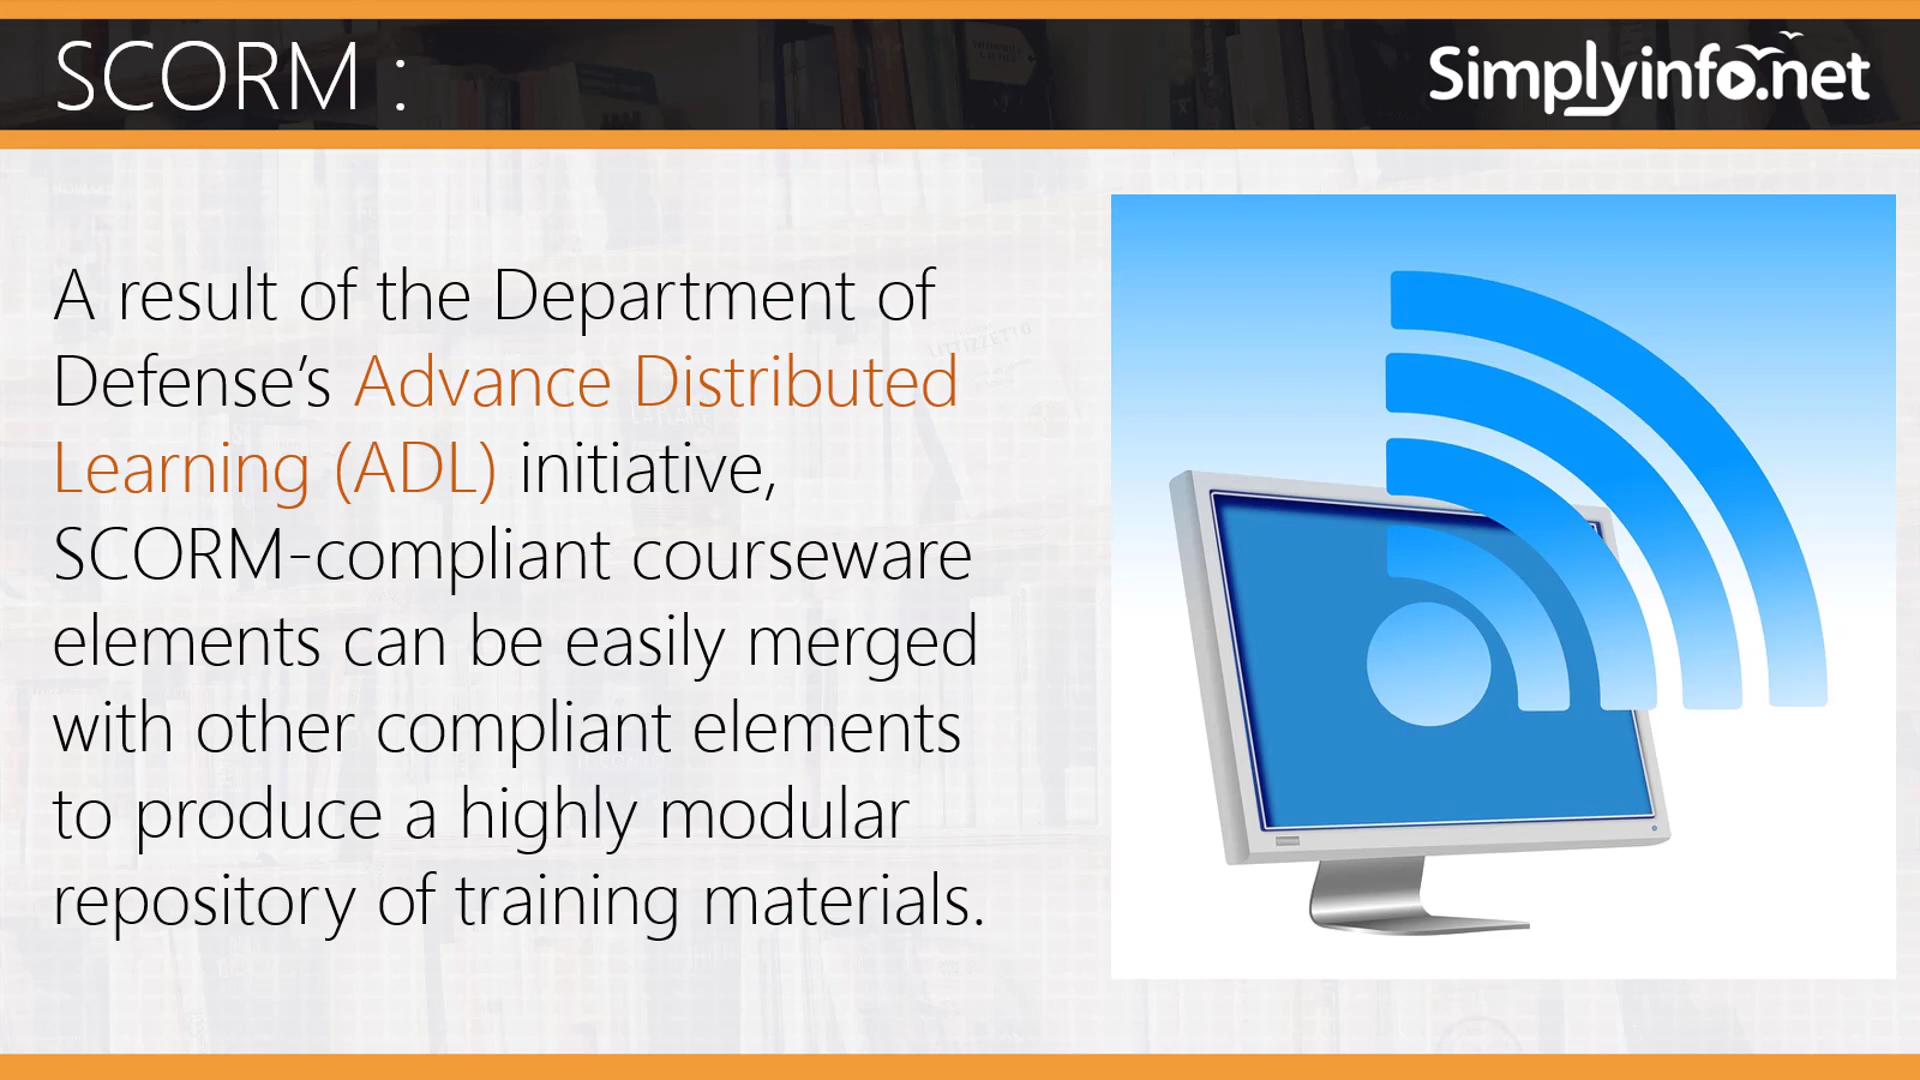 SCORM :
Simplyinfo.net
A result of the Department of
Defense’s Advance Distributed
Learning (ADL) initiative,
SCORM-compliant courseware
elements can be easily merged
with other compliant elements
to produce a highly modular
repository of training materials.